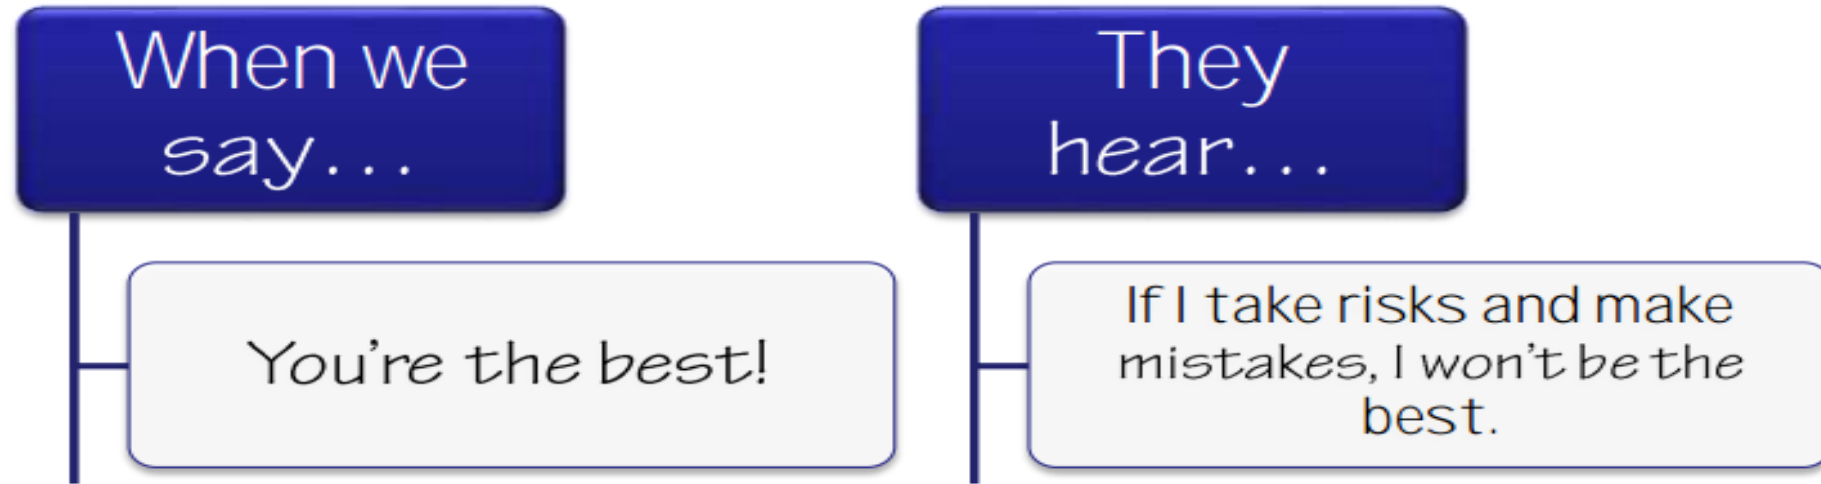 When we
say...
You're the best!
They
hear...
If I take risks and make
mistakes, I won't be the
best.